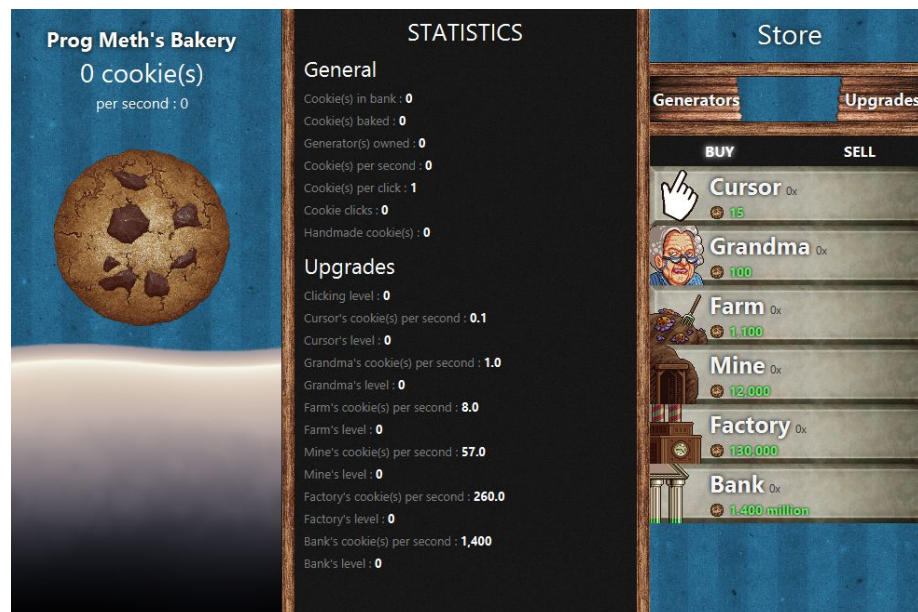 Prog Meth's Bakery
0 cookie(s)
per second : 0
STATISTICS
General
Cookie(s) in bank : 0
Cookie(s) baked : 0
Generator(s) owned : 0
Cookie(s) per second : 0
Cookie(s) per click : 1
Cookie clicks : 0
Handmade cookie(s) : 0
Upgrades
Clicking level : 0
Cursor's cookie(s) per second : 0.1
Cursor's level : 0
Grandma's cookie(s) per second : 1.0
Grandma's level : 0
Farm's cookie(s) per second : 8.0
Farm's level : 0
Mine's cookie(s) per second : 57.0
Mine's level : 0
Factory's cookie(s) per second : 260.0
Factory's level : 0
Bank's cookie(s) per second : 1,400
Bank's level : 0
Store
Generators Upgrades
BUY SELL
Cursor 0x
15
Grandma 0x
100
Farm 0x
1,100
Mine 0x
12,000
Factory 0x
130,000
Bank 0x
1.400 million